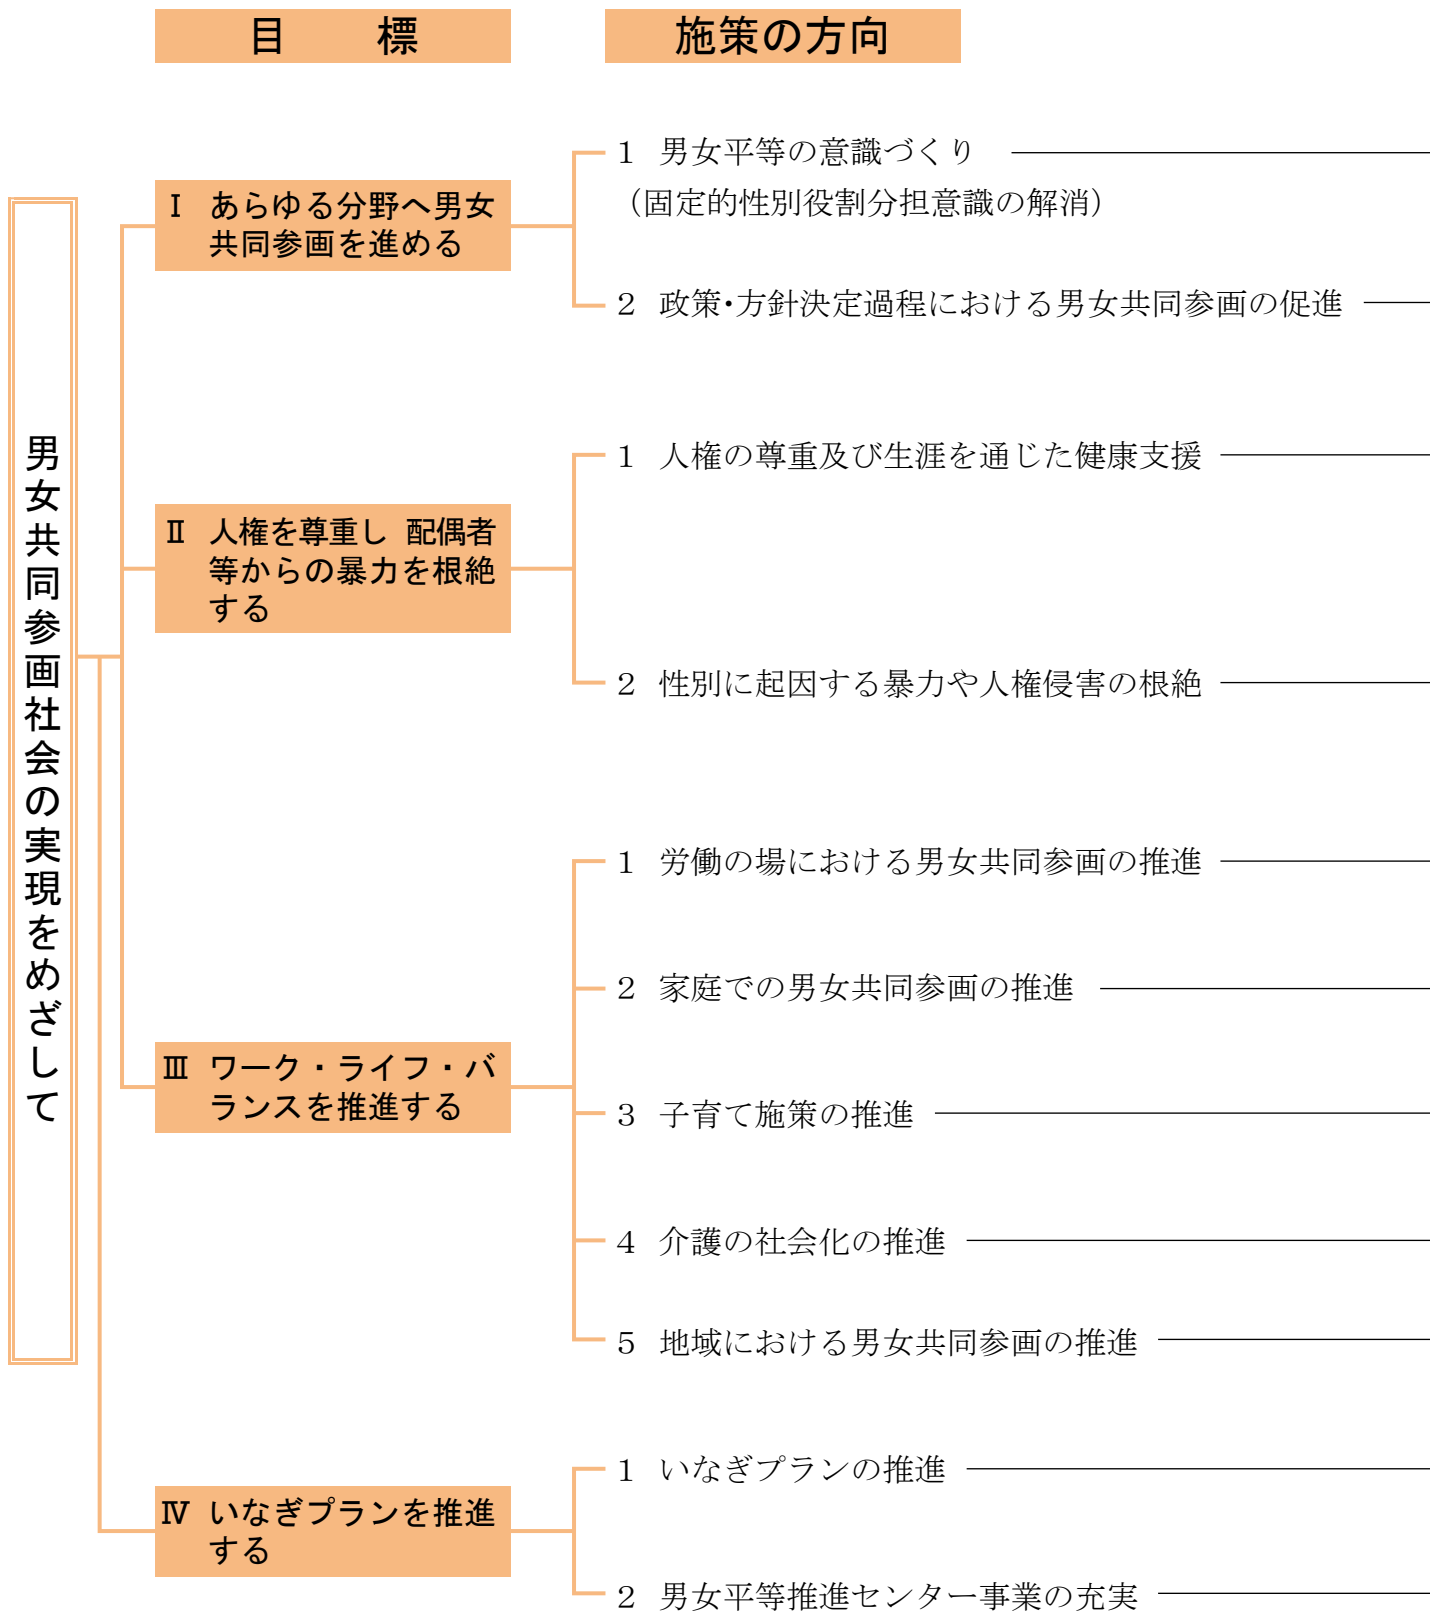 目　標
施策の方向
男女共同参画社会の実現をめざして
Ⅰ あらゆる分野へ男女
共同参画を進める
1 男女平等の意識づくり
（固定的性別役割分担意識の解消）
2 政策・方針決定過程における男女共同参画の促進
Ⅱ 人権を尊重し 配偶者
等からの暴力を根絶
する
1 人権の尊重及び生涯を通じた健康支援
2 性別に起因する暴力や人権侵害の根絶
Ⅲ ワーク・ライフ・バ
ランスを推進する
1 労働の場における男女共同参画の推進
2 家庭での男女共同参画の推進
3 子育て施策の推進
4 介護の社会化の推進
5 地域における男女共同参画の推進
Ⅳ いなぎプランを推進
する
1 いなぎプランの推進
2 男女平等推進センター事業の充実